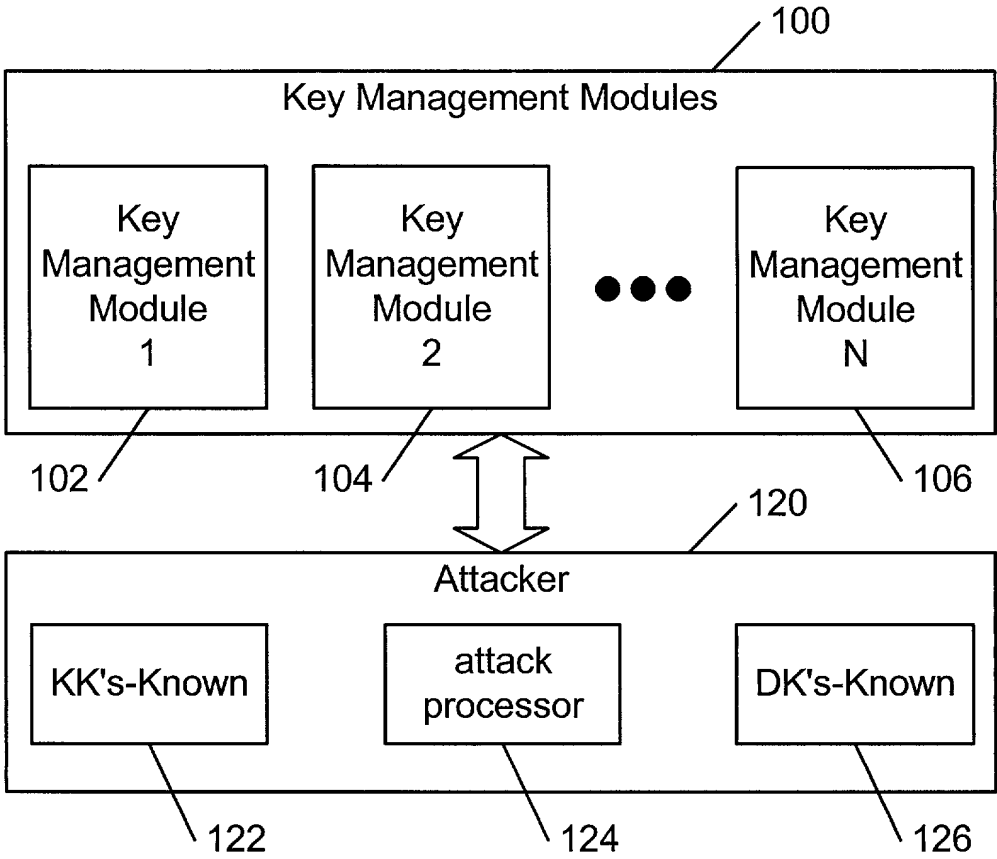 100
Key Management Modules
Key
Management
Module
1
Key
Management
Module
2
Key
Management
Module
N
102
104
106
120
Attacker
KK's-Known
attack
processor
DK's-Known
122
124
126